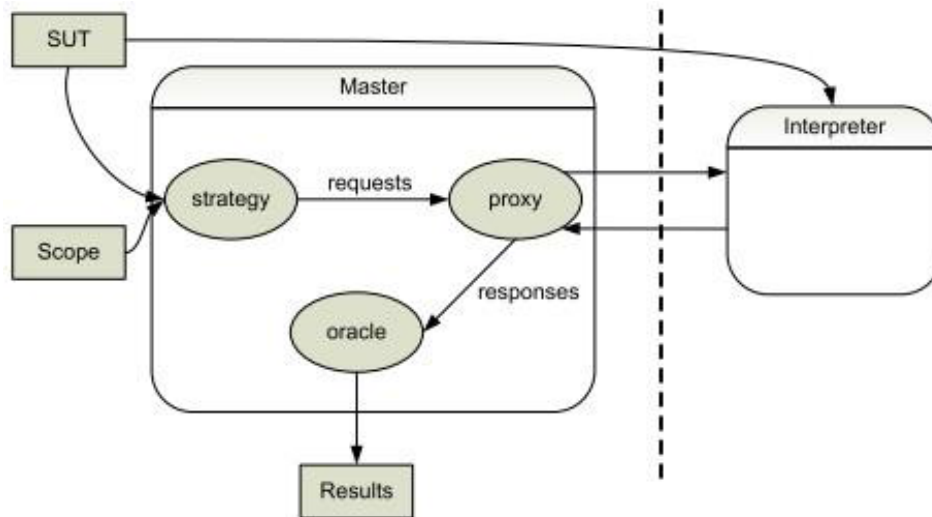 SUT
Master
Interpreter
strategy
requests
proxy
Scope
responses
oracle
Results